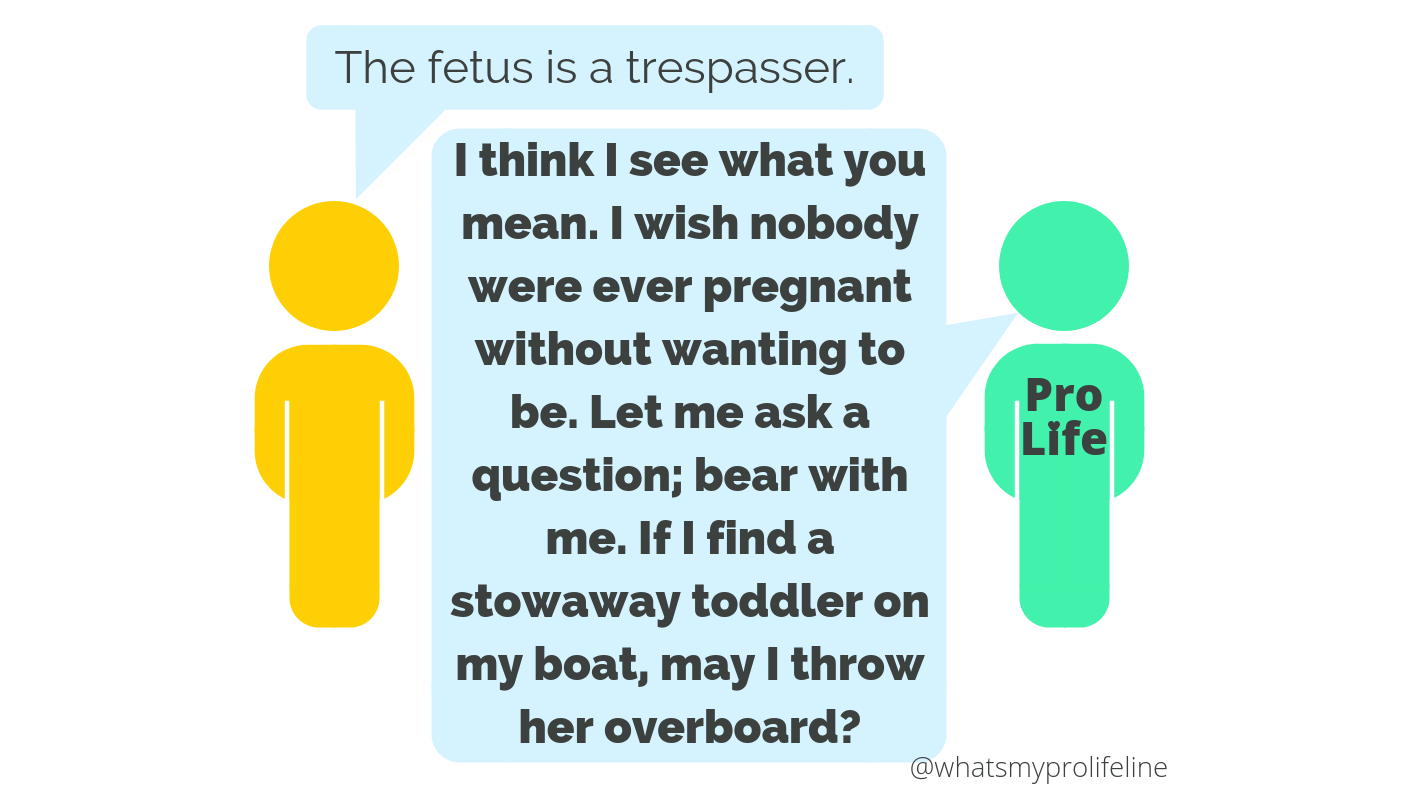 The fetus is a trespasser.
I think I see what you
mean. I wish nobody
were ever pregnant
without wanting to
be. Let me ask a
question; bear with
me. If I find a
stowaway toddler on
my boat, may I throw
her overboard?
Pro
Life
@whatsmyprolifeline